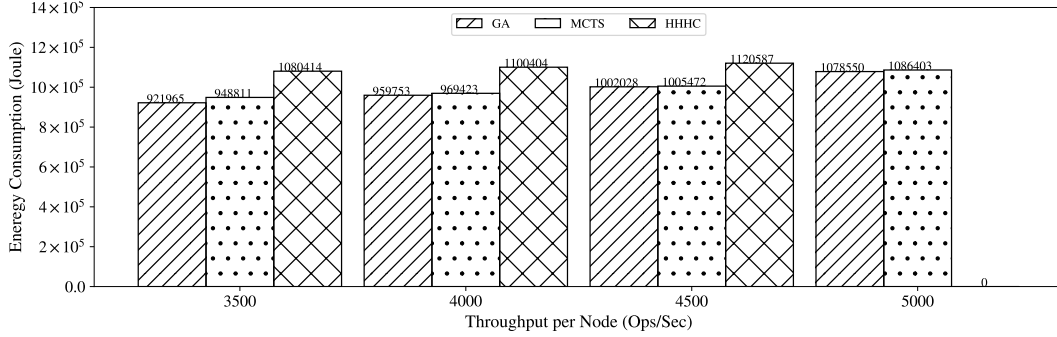 14×10⁵
12×10⁵
10×10⁵
8×10⁵
6×10⁵
4×10⁵
2×10⁵
0.0
Eneregy Consumption (Joule)
GA MCTS HHHC
921965 948811 1080414
959753 969423 1100404
1002028 1005472 1120587
1078550 1086403 0
3500 4000 4500 5000
Throughput per Node (Ops/Sec)